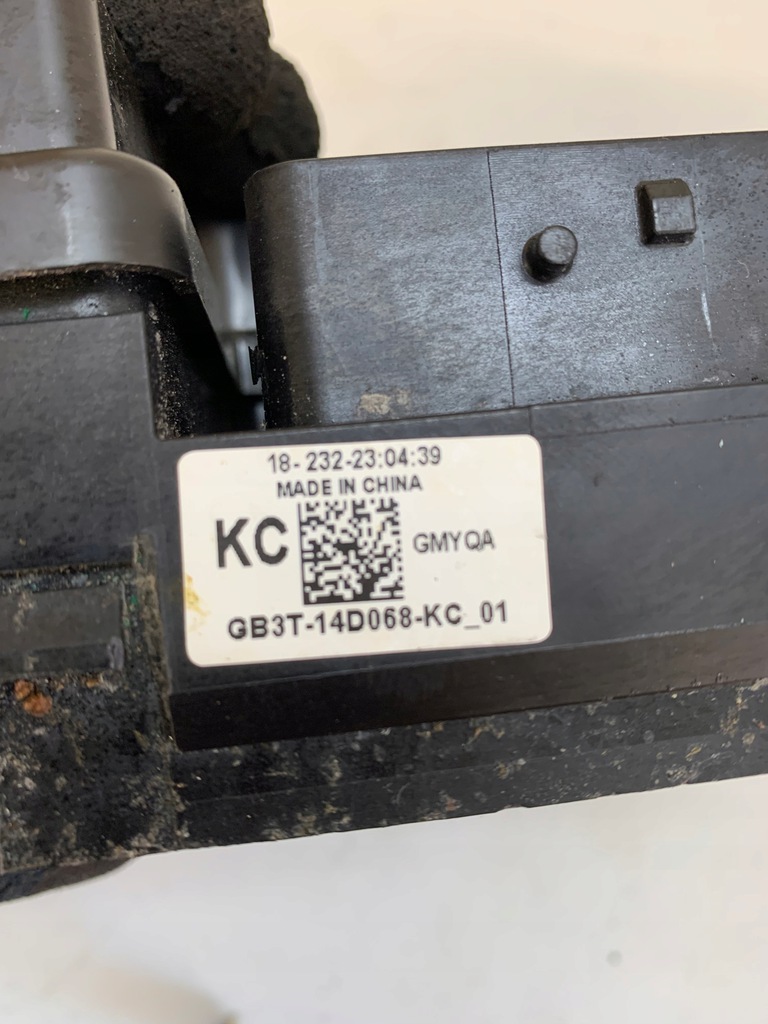 18- 232-23:04:39
MADE IN CHINA
KC GMYQA
GB3T-14D068-KC_01